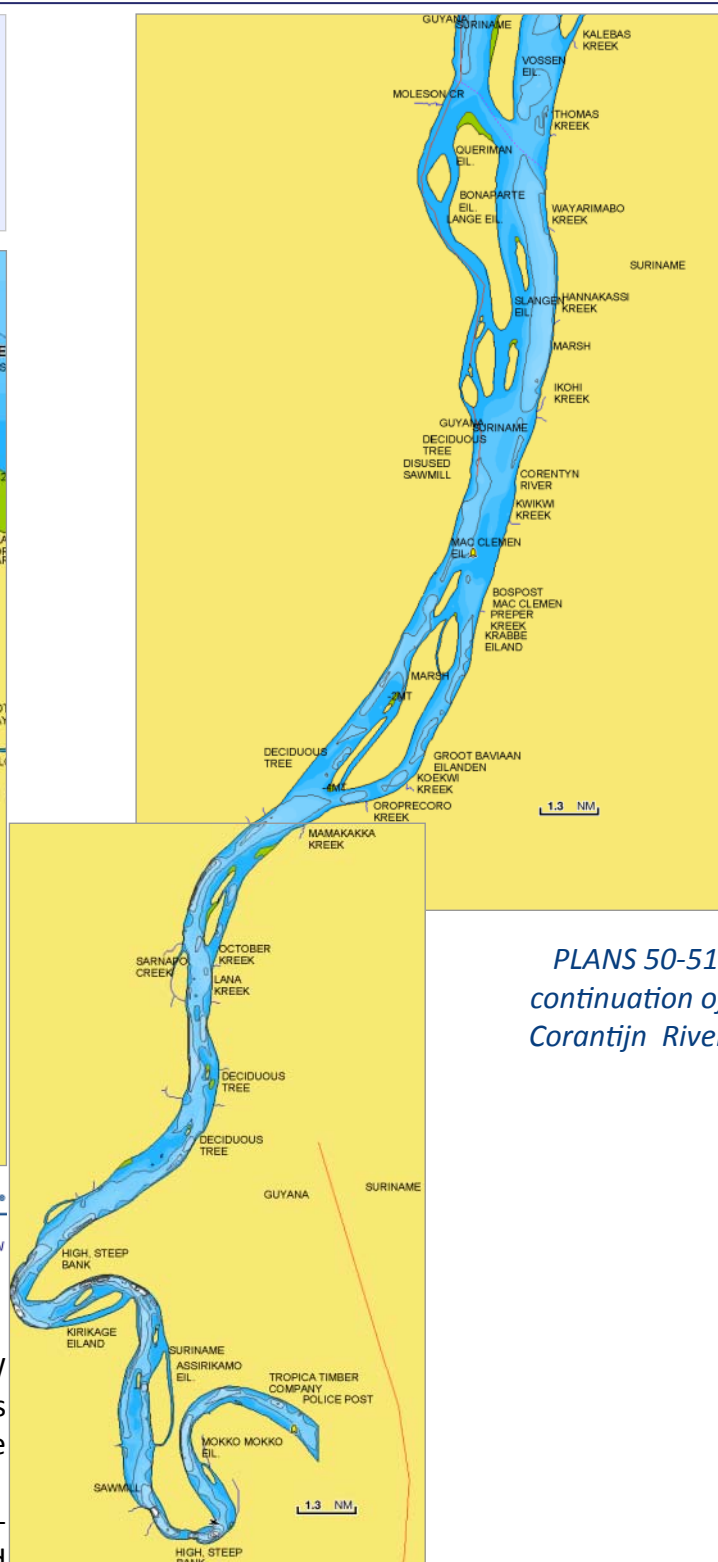 GUYANA
SURINAME
KALEBAS
KREEK
VOSSEN
EIL.
MOLESON CR
THOMAS
KREEK
QUERIMAN
EIL.
BONAPARTE
EIL.
LANGE EIL.
WAYARIMABO
KREEK
SURINAME
SLANGEN
EIL.
HANNAKASSI
KREEK
MARSH
IKOHI
KREEK
GUYANA
SURINAME
DECIDUOUS
TREE
DISUSED
SAWMILL
CORENTYN
RIVER
KWIKWI
KREEK
MAC CLEMEN
EIL.
BOSPOST
MAC CLEMEN
PREPER
KREEK
KRABBE
EILAND
MARSH
-2MT
DECIDUOUS
TREE
GROOT BAVIAAN
EILANDEN
KOEKWI
KREEK
-4MT
OROPRECORO
KREEK
1.3 NM
MAMAKAKKA
KREEK
OCTOBER
KREEK
SARNAPO
CREEK
LANA
KREEK
DECIDUOUS
TREE
DECIDUOUS
TREE
GUYANA
SURINAME
HIGH, STEEP
BANK
KIRIKAGE
EILAND
SURINAME
ASSIRIKAMO
EIL.
TROPICA TIMBER
COMPANY
POLICE POST
MOKKO MOKKO
EIL.
SAWMILL
1.3 NM
HIGH, STEEP
BANK
PLANS 50-51
continuation of
Corantijn River